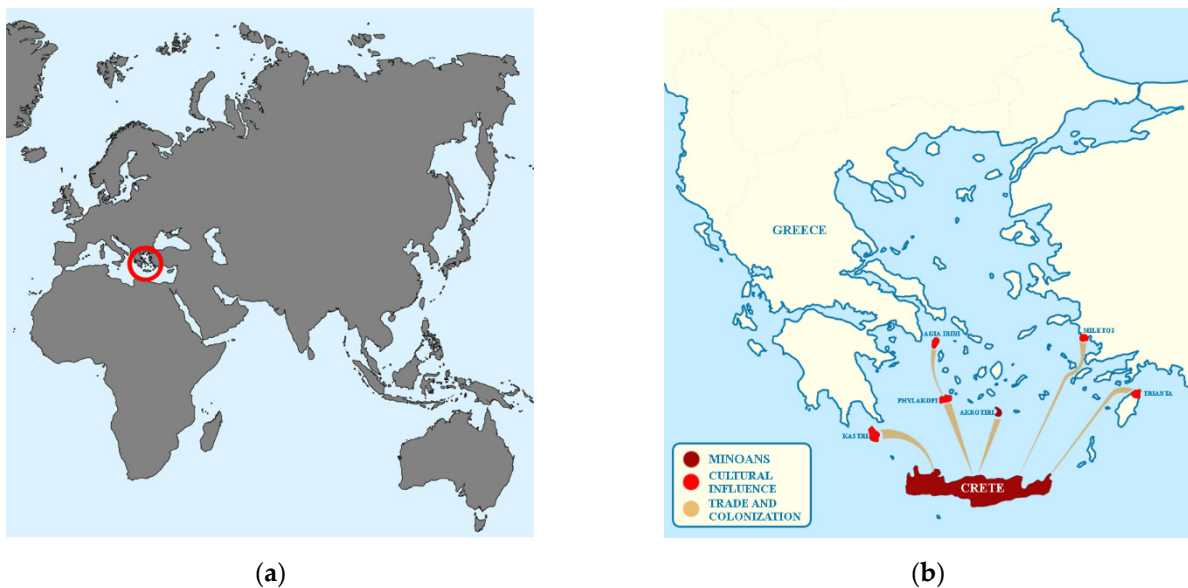 GREECE
AGIA IRINI
MILETOS
PHYLAKOPI
AKROTIRI
TRIANTA
KASTRI
CRETE
MINOANS
CULTURAL
INFLUENCE
TRADE AND
COLONIZATION
(a)
(b)